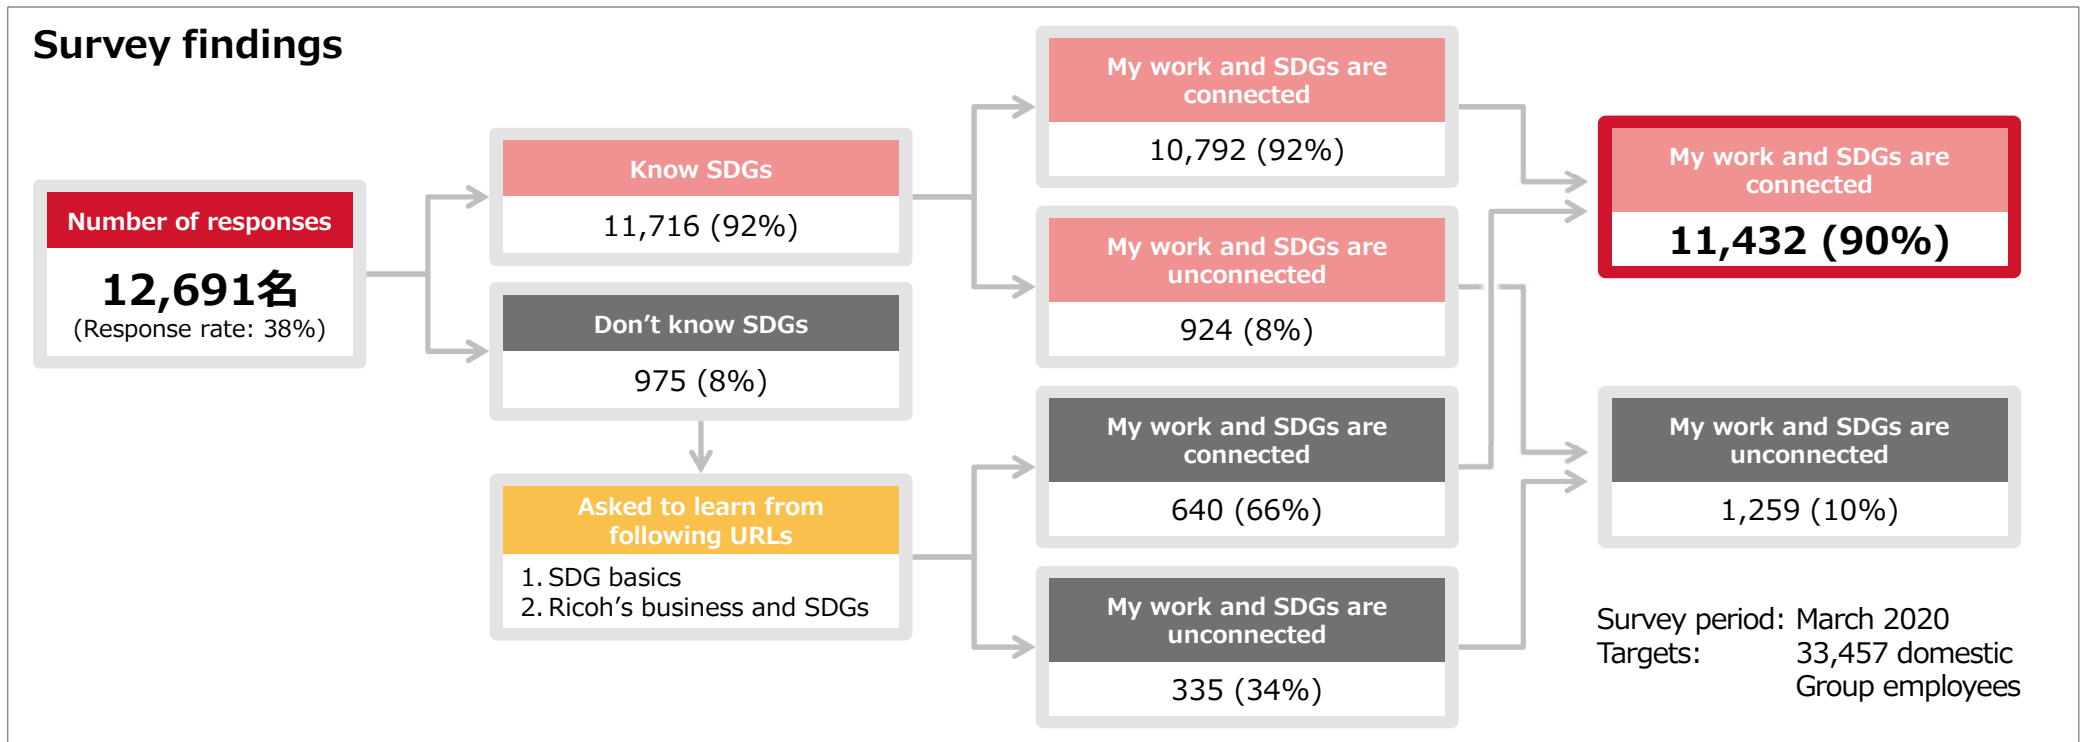 Survey findings
Number of responses
12,691名
(Response rate: 38%)
Know SDGs
11,716 (92%)
Don’t know SDGs
975 (8%)
Asked to learn from
following URLs
1. SDG basics
2. Ricoh’s business and SDGs
My work and SDGs are
connected
10,792 (92%)
My work and SDGs are
unconnected
924 (8%)
My work and SDGs are
connected
640 (66%)
My work and SDGs are
unconnected
335 (34%)
My work and SDGs are
connected
11,432 (90%)
My work and SDGs are
unconnected
1,259 (10%)
Survey period: March 2020
Targets: 33,457 domestic
Group employees